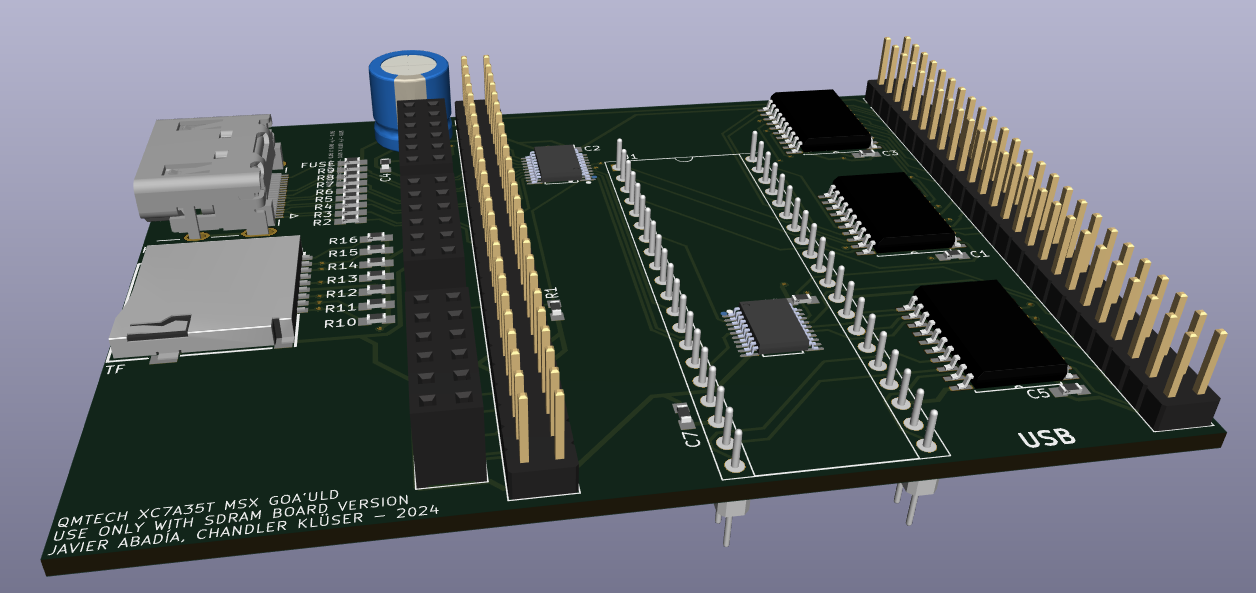 FUSE
R9
R8
R7
R6
R5
R4
R3
R2
C4
C2
C3
R16
R15
R14
R13
R12
R11
R10
R1
C1
C5
C7
TF
USB
QMTECH XC7A35T MSX GOA'ULD
USE ONLY WITH SDRAM BOARD VERSION
JAVIER ABADÍA, CHANDLER KLÜSER – 2024